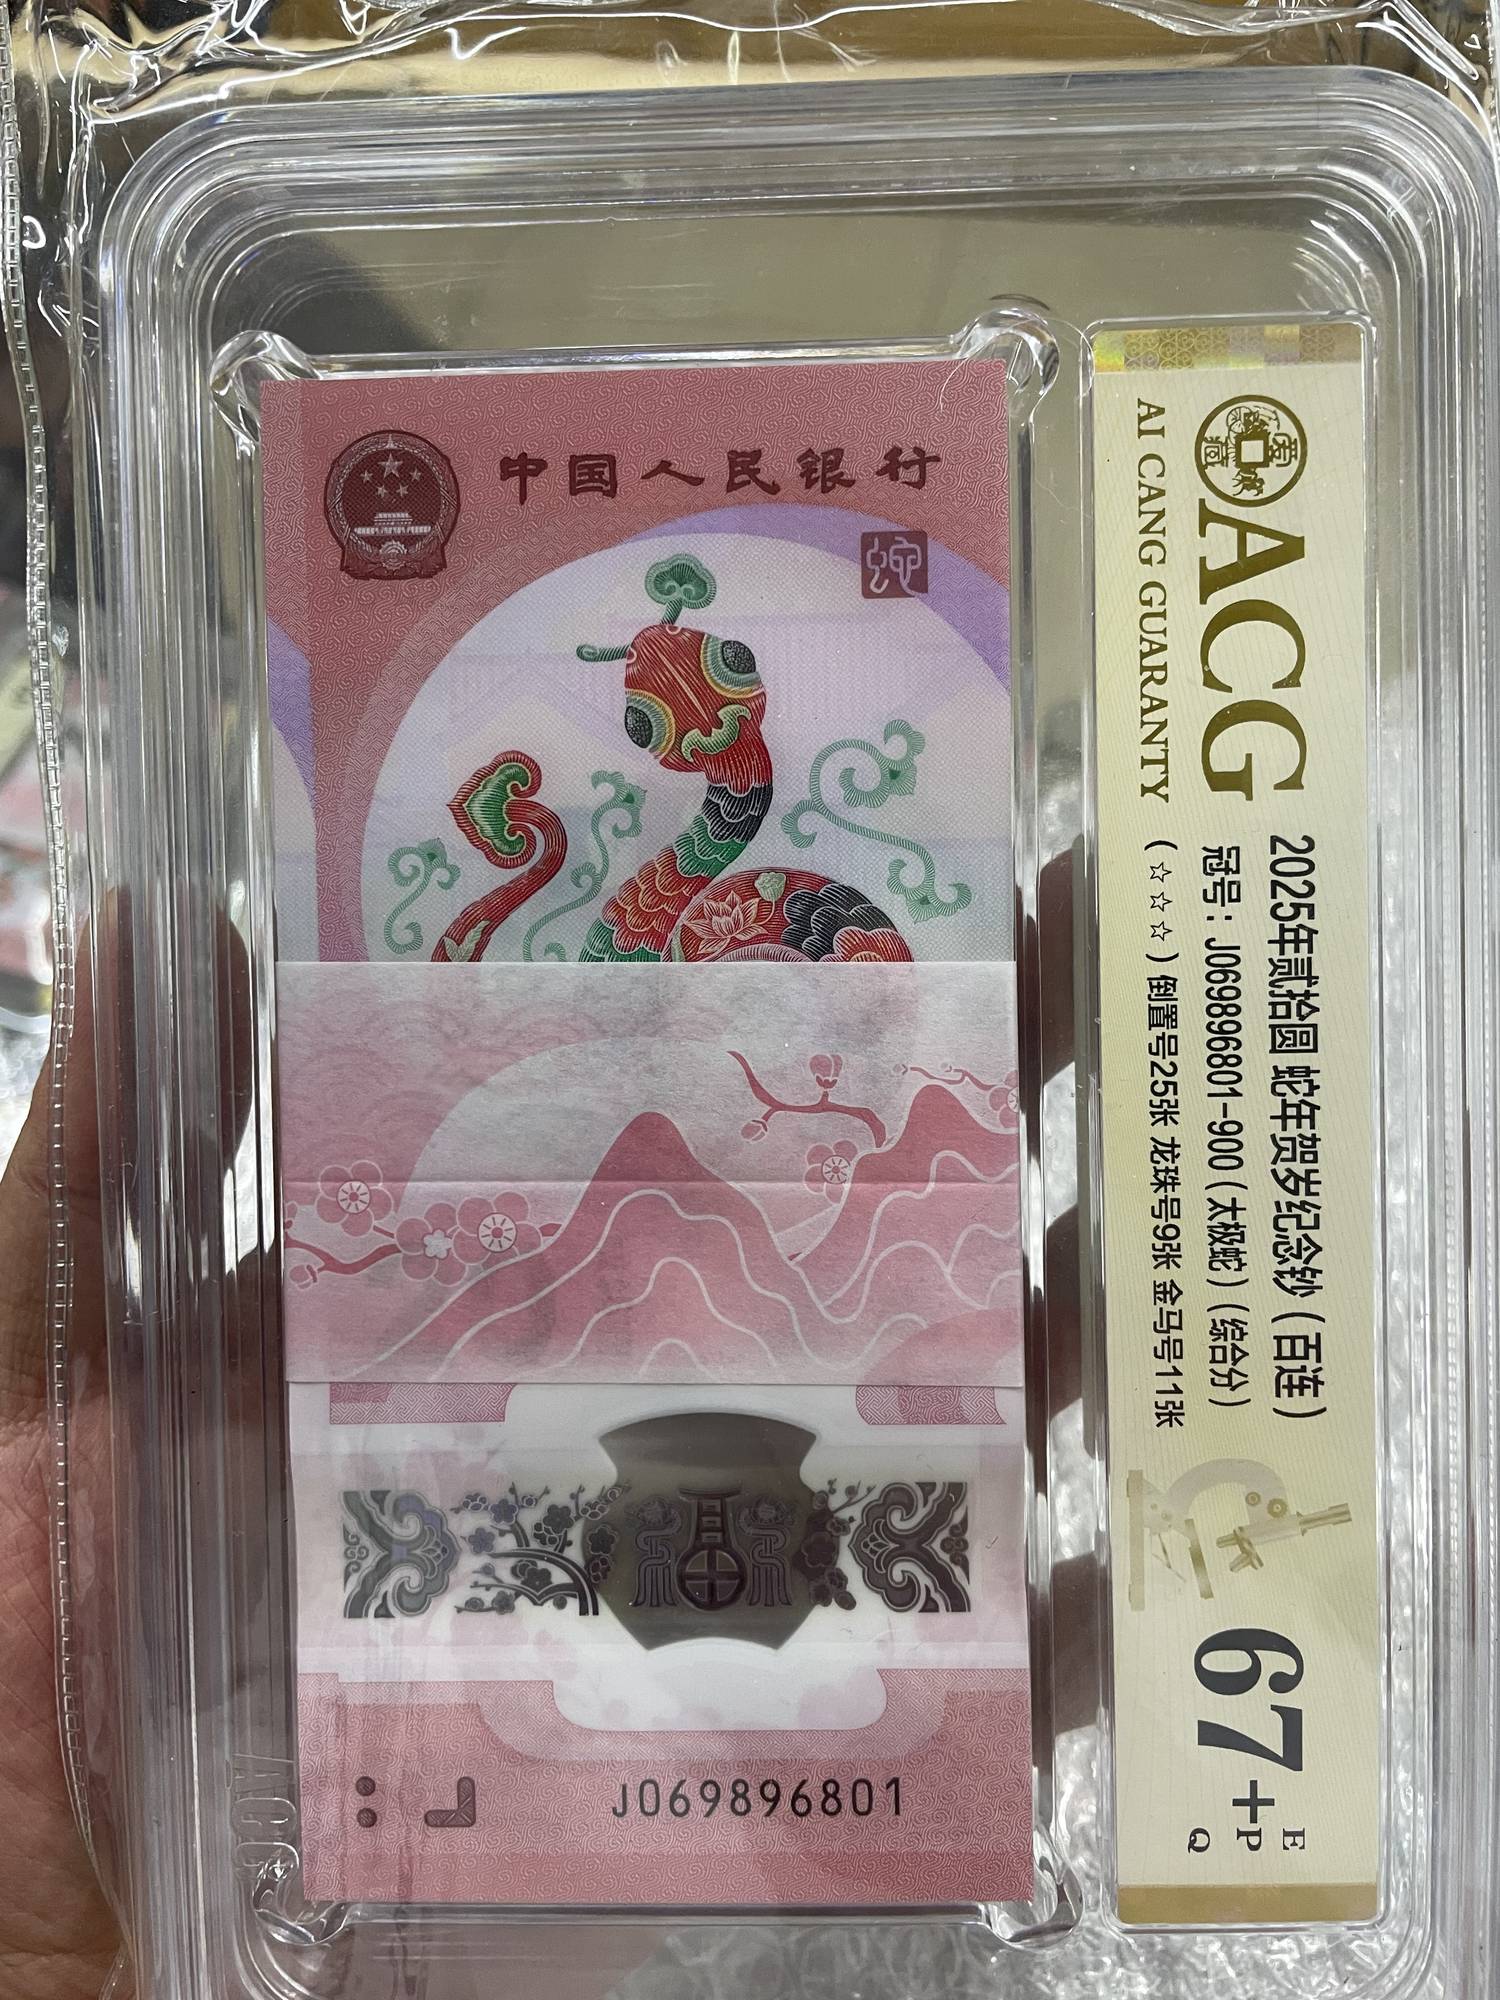 中国人民银行
蛇
J069896801
ACG
AI CANG GUARANTY
2025年贰拾圆 蛇年贺岁纪念钞（百连）
冠号：J069896801-900（太极蛇）（综合分）
（☆☆☆）倒置号25张 龙珠号9张 金马号11张
67+
E
P
Q
ACG